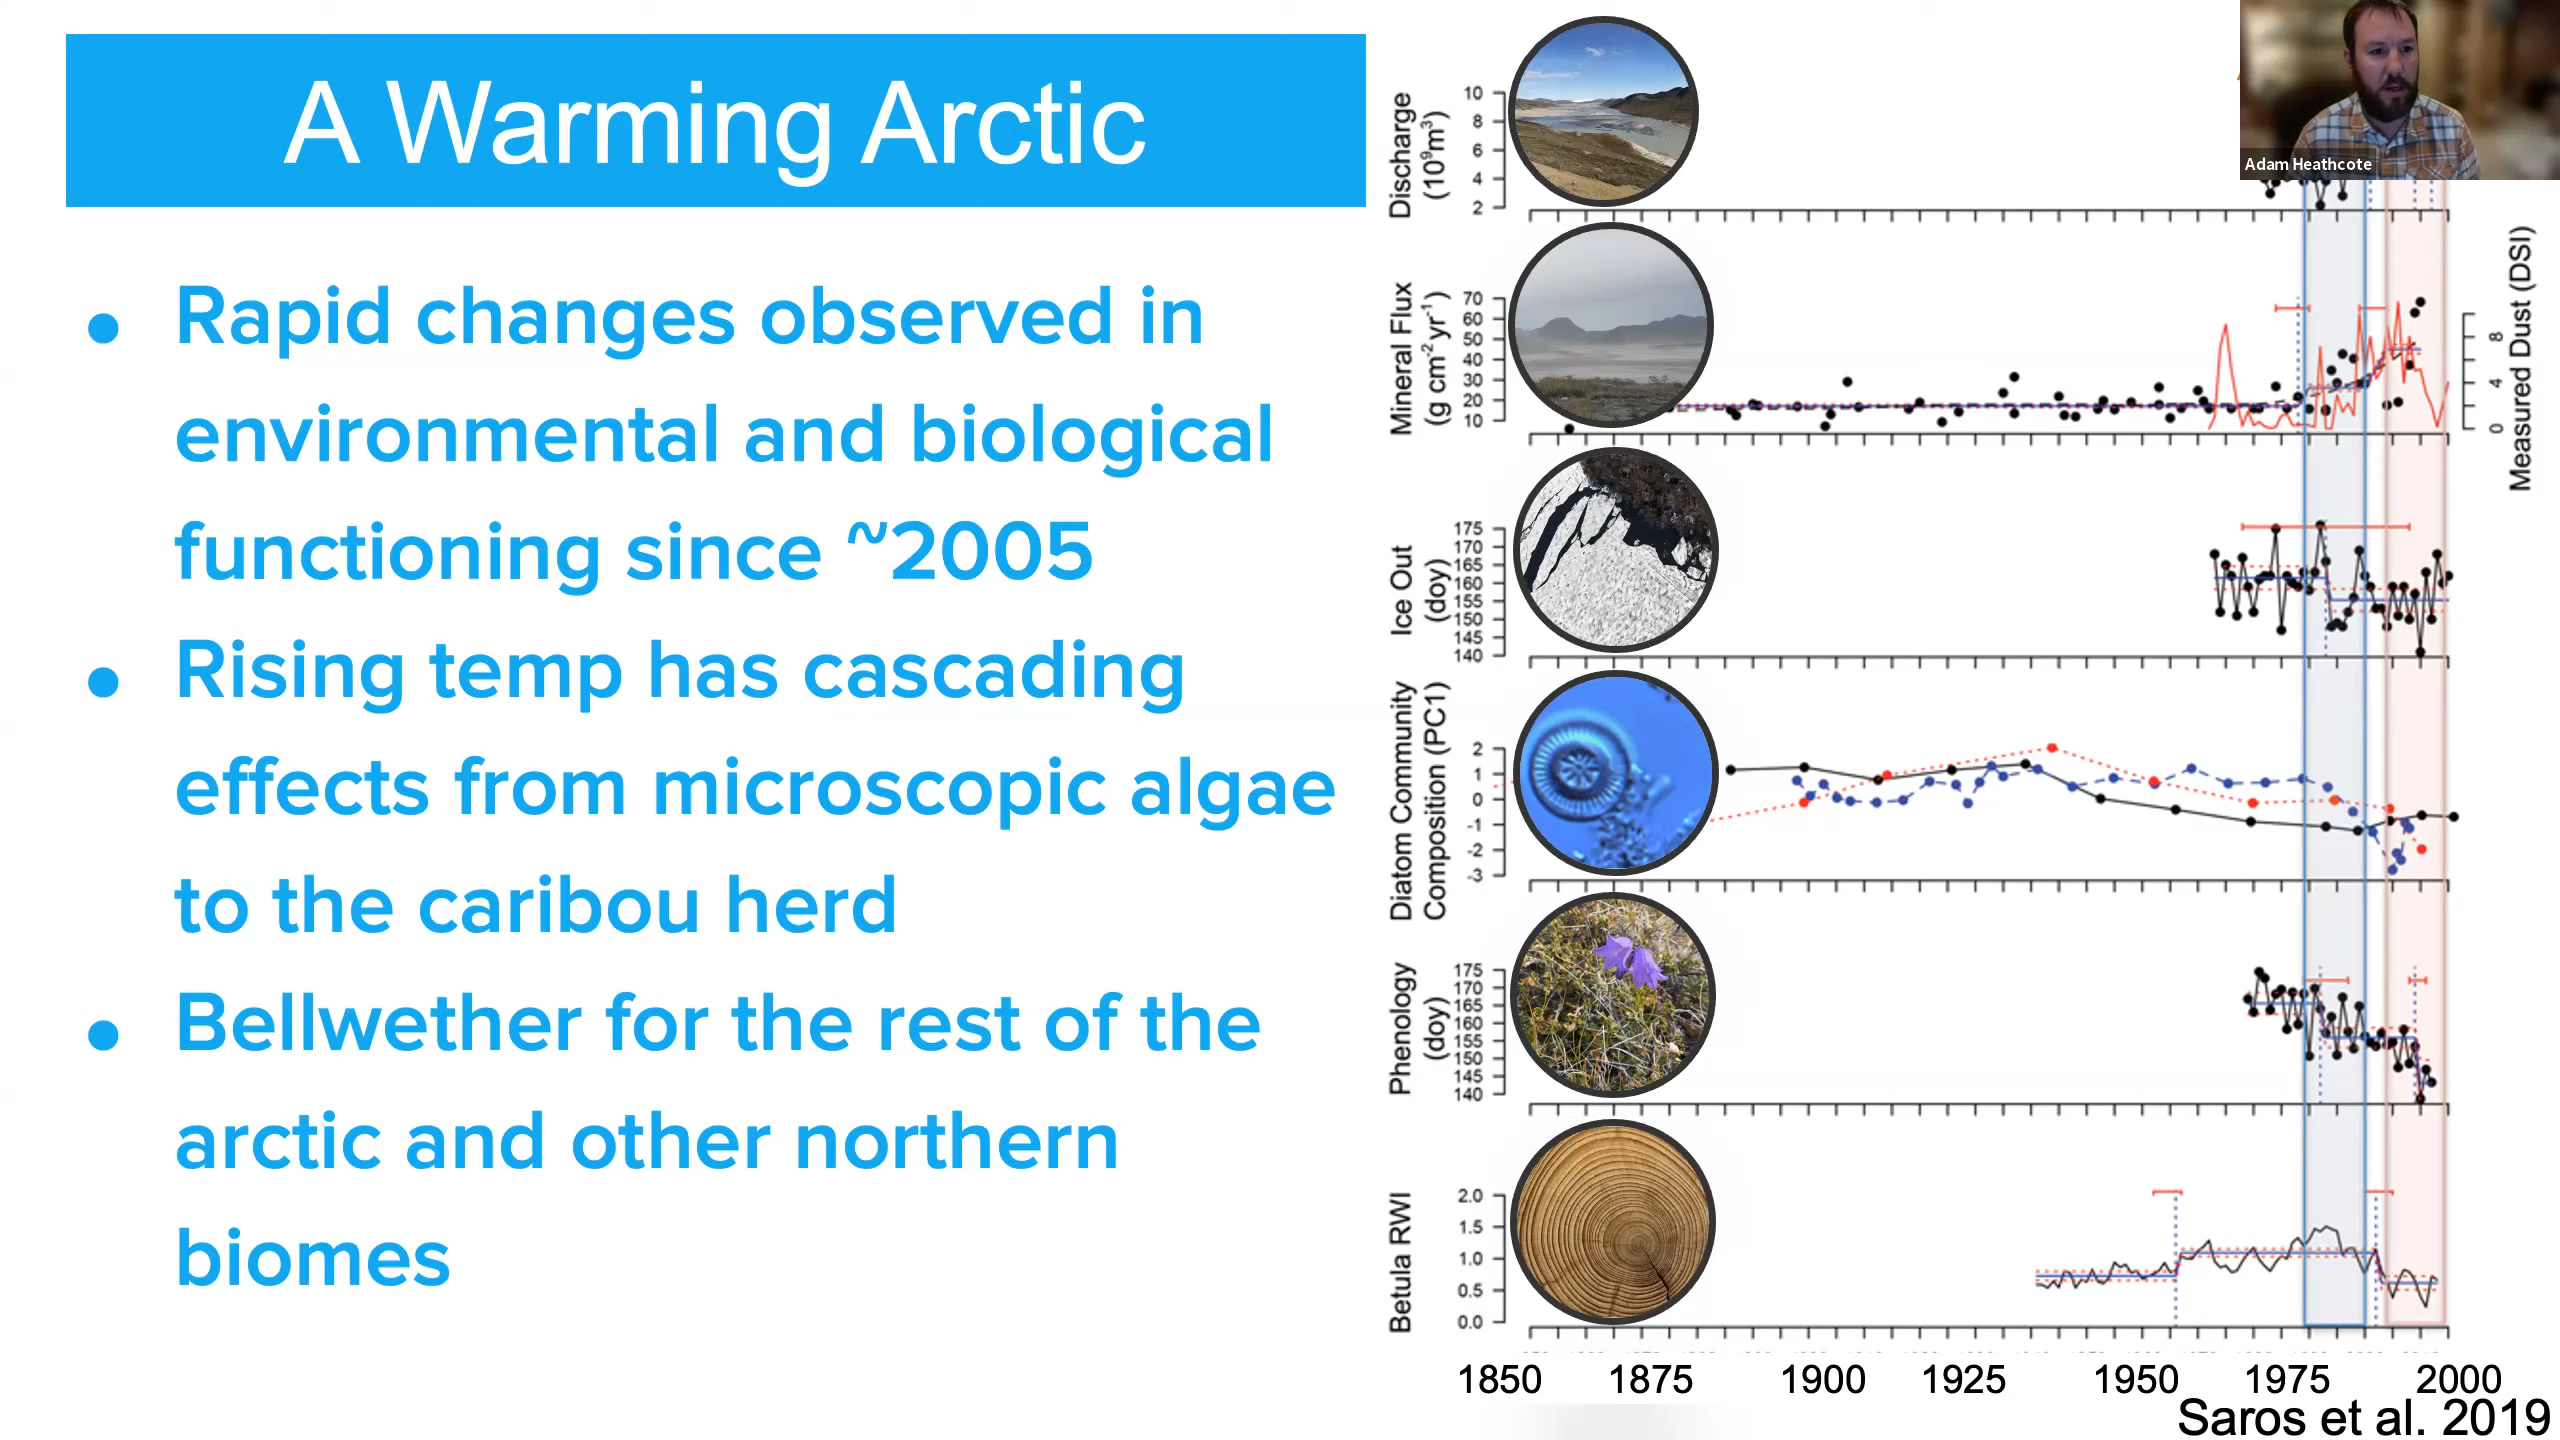 A Warming Arctic
Adam Heathcote
• Rapid changes observed in
environmental and biological
functioning since ~2005
• Rising temp has cascading
effects from microscopic algae
to the caribou herd
• Bellwether for the rest of the
arctic and other northern
biomes
Discharge
(10⁹m³)
10
8
6
4
2
Mineral Flux
(g cm⁻² yr⁻¹)
70
60
50
40
30
20
10
Measured Dust (DSI)
8
4
0
Ice Out
(doy)
175
170
165
160
155
150
145
140
Diatom Community
Composition (PC1)
2
1
0
-1
-2
-3
Phenology
(doy)
175
170
165
160
155
150
145
140
Betula RWI
2.0
1.5
1.0
0.5
0.0
1850 1875 1900 1925 1950 1975 2000
Saros et al. 2019